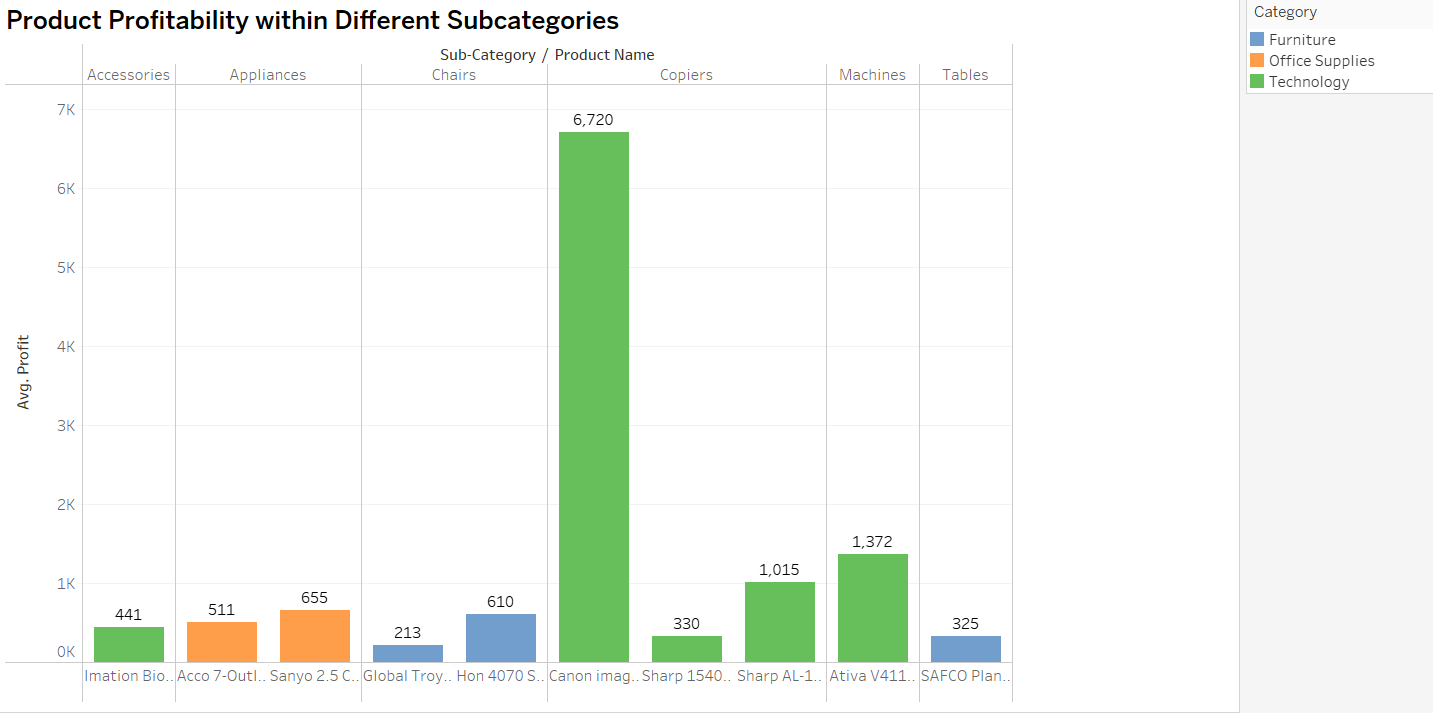 Product Profitability within Different Subcategories
Category
Furniture
Office Supplies
Technology
Sub-Category / Product Name
Accessories Appliances Chairs Copiers Machines Tables
7K
6K
5K
4K
3K
2K
1K
0K
Avg. Profit
441
511
655
213
610
6,720
330
1,015
1,372
325
Imation Bio.. Acco 7-Outl.. Sanyo 2.5 C.. Global Troy.. Hon 4070 S.. Canon imag.. Sharp 1540.. Sharp AL-1.. Ativa V411.. SAFCO Plan..